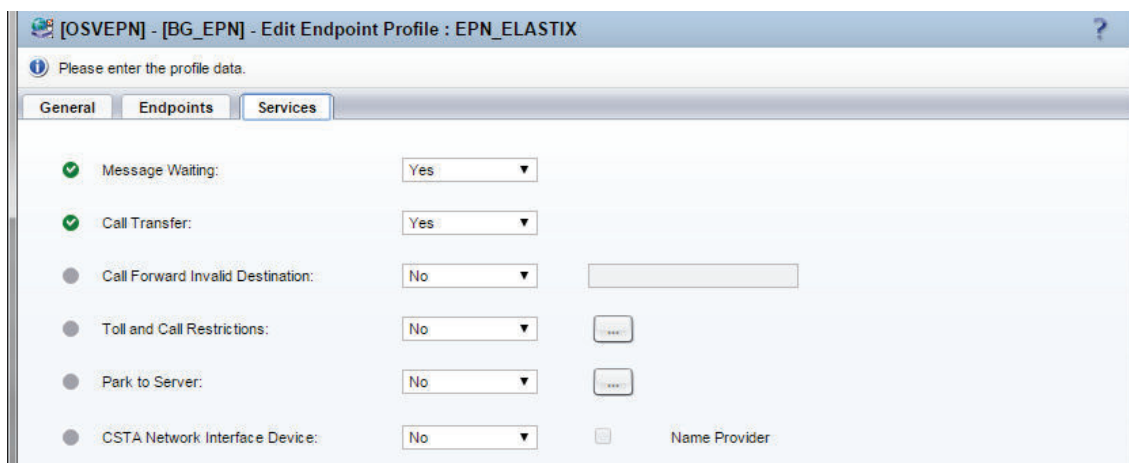 [OSVEPN] - [BG_EPN] - Edit Endpoint Profile : EPN_ELASTIX ?
Please enter the profile data.
General Endpoints Services
Message Waiting: Yes
Call Transfer: Yes
Call Forward Invalid Destination: No
Toll and Call Restrictions: No ...
Park to Server: No ...
CSTA Network Interface Device: No Name Provider